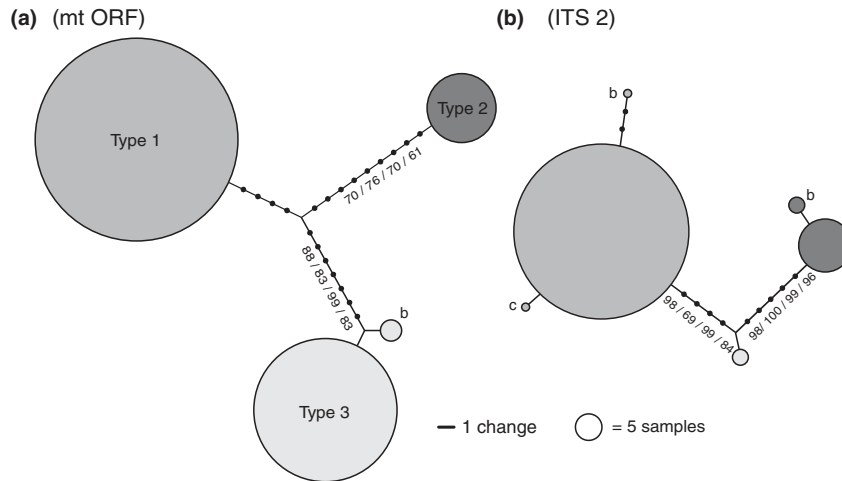 (a) (mt ORF)
(b) (ITS 2)
Type 1
Type 2
70 / 76 / 70 / 61
88 / 83 / 99 / 83
b
Type 3
b
c
98 / 69 / 99 / 84
98/ 100 / 99 / 96
b
1 change
= 5 samples